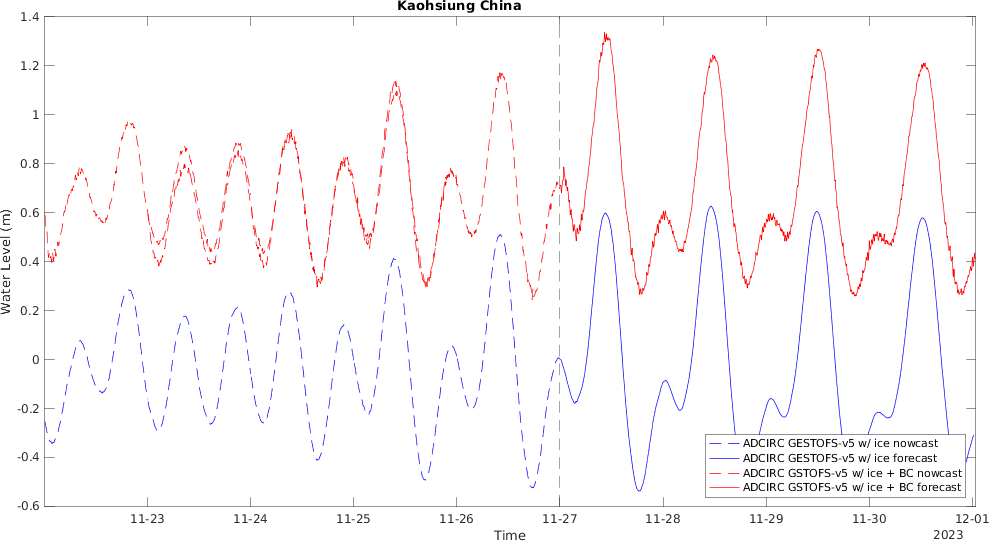 Kaohsiung China
1.4
1.2
1
0.8
0.6
0.4
0.2
0
-0.2
-0.4
-0.6
Water Level (m)
ADCIRC GESTOFS-v5 w/ ice nowcast
ADCIRC GESTOFS-v5 w/ ice forecast
ADCIRC GSTOFS-v5 w/ ice + BC nowcast
ADCIRC GSTOFS-v5 w/ ice + BC forecast
11-23 11-24 11-25 11-26 11-27 11-28 11-29 11-30 12-01
Time 2023